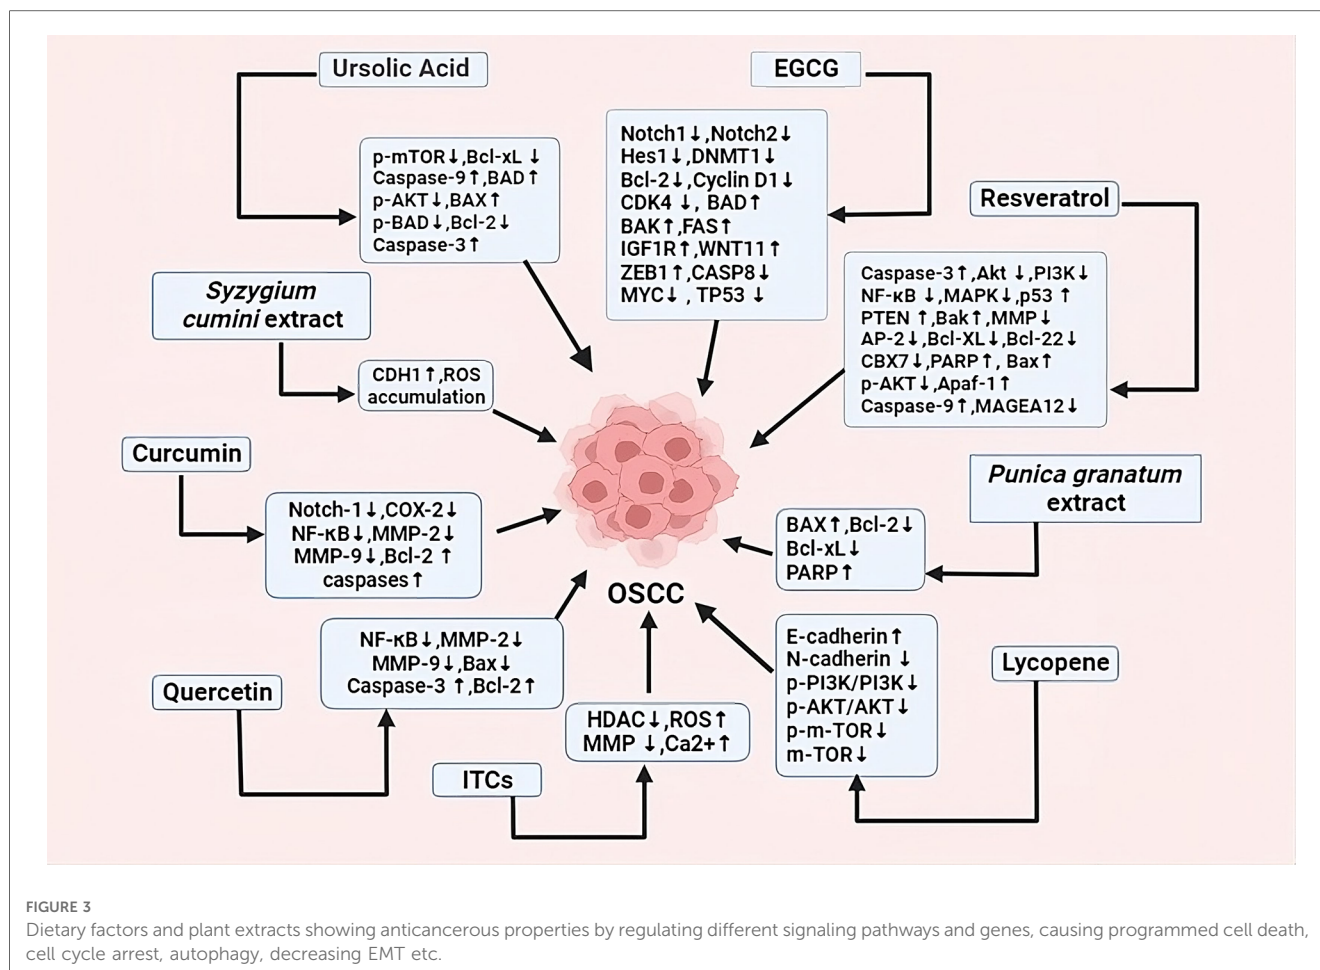 Ursolic Acid
p-mTOR↓,Bcl-xL ↓
Caspase-9↑,BAD↑
p-AKT↓,BAX↑
p-BAD↓,Bcl-2↓
Caspase-3↑
EGCG
Notch1↓,Notch2↓
Hes1↓,DNMT1↓
Bcl-2↓,Cyclin D1↓
CDK4 ↓, BAD↑
BAK↑,FAS↑
IGF1R↑,WNT11↑
ZEB1↑,CASP8↓
MYC↓ , TP53 ↓
Resveratrol
Caspase-3↑,Akt ↓,PI3K↓
NF-κB ↓,MAPK↓,p53 ↑
PTEN ↑,Bak↑,MMP↓
AP-2↓,Bcl-XL↓,Bcl-22↓
CBX7↓,PARP↑, Bax↑
p-AKT↓,Apaf-1↑
Caspase-9↑,MAGEA12↓
Syzygium
cumini extract
CDH1↑,ROS
accumulation
Curcumin
Notch-1↓,COX-2↓
NF-κB↓,MMP-2↓
MMP-9↓,Bcl-2 ↑
caspases↑
Punica granatum
extract
BAX↑,Bcl-2↓
Bcl-xL↓
PARP↑
OSCC
Quercetin
NF-κB↓,MMP-2↓
MMP-9↓,Bax↓
Caspase-3 ↑,Bcl-2↑
ITCs
HDAC↓,ROS↑
MMP ↓,Ca2+↑
Lycopene
E-cadherin↑
N-cadherin ↓
p-PI3K/PI3K↓
p-AKT/AKT↓
p-m-TOR↓
m-TOR↓
FIGURE 3
Dietary factors and plant extracts showing anticancerous properties by regulating different signaling pathways and genes, causing programmed cell death,
cell cycle arrest, autophagy, decreasing EMT etc.